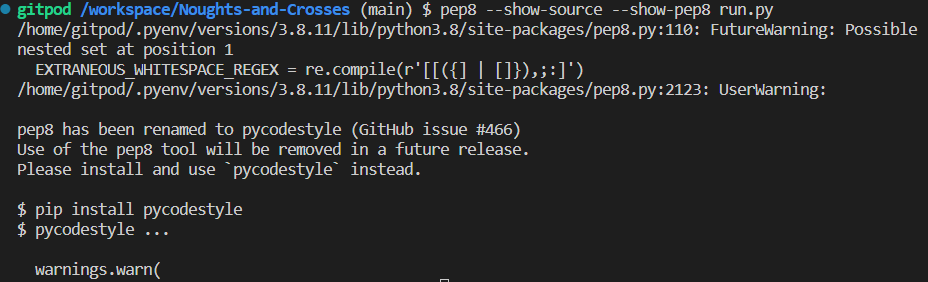 gitpod /workspace/Noughts-and-Crosses (main) $ pep8 --show-source --show-pep8 run.py
/home/gitpod/.pyenv/versions/3.8.11/lib/python3.8/site-packages/pep8.py:110: FutureWarning: Possible
nested set at position 1
  EXTRANEOUS_WHITESPACE_REGEX = re.compile(r'[[({] | []}),;:]')
/home/gitpod/.pyenv/versions/3.8.11/lib/python3.8/site-packages/pep8.py:2123: UserWarning:

pep8 has been renamed to pycodestyle (GitHub issue #466)
Use of the pep8 tool will be removed in a future release.
Please install and use `pycodestyle` instead.

$ pip install pycodestyle
$ pycodestyle ...

  warnings.warn(